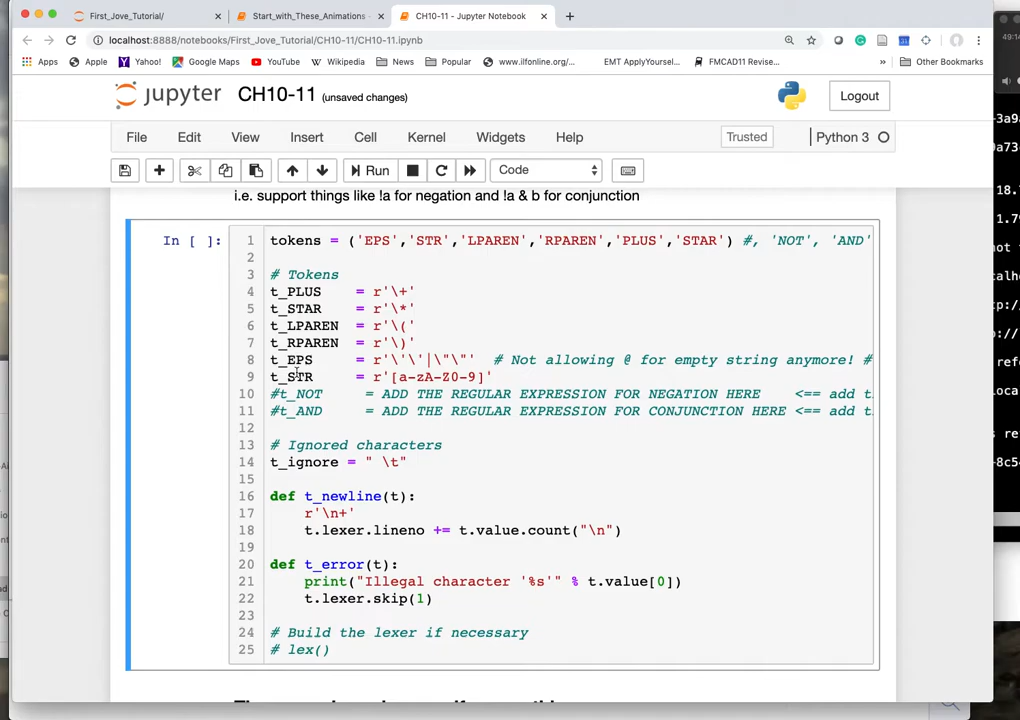 First_Jove_Tutorial/
Start_with_These_Animations -
CH10-11 - Jupyter Notebook
localhost:8888/notebooks/First_Jove_Tutorial/CH10-11/CH10-11.ipynb
Apps Apple Yahoo! Google Maps YouTube Wikipedia News Popular www.ilfonline.org/... EMT ApplyYoursel... FMCAD11 Revise... » Other Bookmarks
49:14
jupyter CH10-11 (unsaved changes) Logout
File Edit View Insert Cell Kernel Widgets Help Trusted Python 3
Run Code
i.e. support things like !a for negation and !a & b for conjunction
In [ ]:
1 tokens = ('EPS','STR','LPAREN','RPAREN','PLUS','STAR') #, 'NOT', 'AND'
2
3 # Tokens
4 t_PLUS    = r'\+'
5 t_STAR    = r'\*'
6 t_LPAREN  = r'\('
7 t_RPAREN  = r'\)'
8 t_EPS     = r'\'\'|\"\"'  # Not allowing @ for empty string anymore! #
9 t_STR     = r'[a-zA-Z0-9]'
10 #t_NOT     = ADD THE REGULAR EXPRESSION FOR NEGATION HERE    <== add t
11 #t_AND     = ADD THE REGULAR EXPRESSION FOR CONJUNCTION HERE <== add t
12
13 # Ignored characters
14 t_ignore = " \t"
15
16 def t_newline(t):
17     r'\n+'
18     t.lexer.lineno += t.value.count("\n")
19
20 def t_error(t):
21     print("Illegal character '%s'" % t.value[0])
22     t.lexer.skip(1)
23
24 # Build the lexer if necessary
25 # lex()